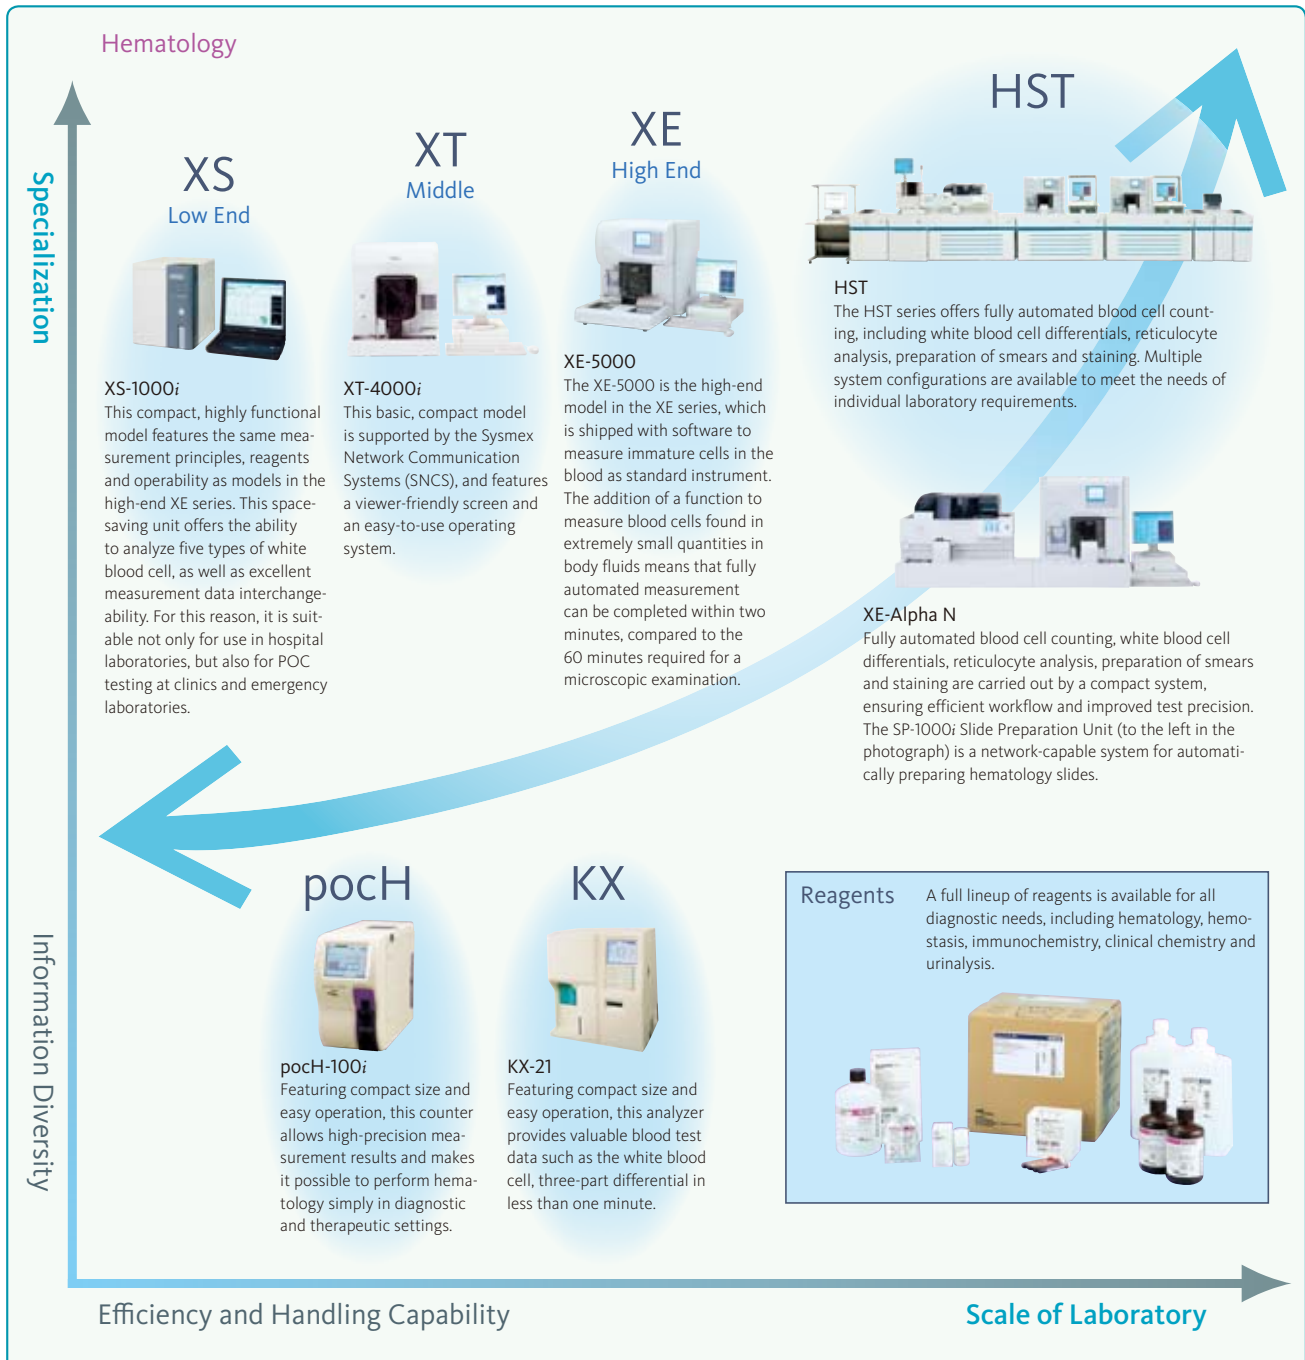 Hematology
Specialization
Information Diversity
XS
Low End
XS-1000i
This compact, highly functional
model features the same mea-
surement principles, reagents
and operability as models in the
high-end XE series. This space-
saving unit offers the ability
to analyze five types of white
blood cell, as well as excellent
measurement data interchange-
ability. For this reason, it is suit-
able not only for use in hospital
laboratories, but also for POC
testing at clinics and emergency
laboratories.
XT
Middle
XT-4000i
This basic, compact model
is supported by the Sysmex
Network Communication
Systems (SNCS), and features
a viewer-friendly screen and
an easy-to-use operating
system.
XE
High End
XE-5000
The XE-5000 is the high-end
model in the XE series, which
is shipped with software to
measure immature cells in the
blood as standard instrument.
The addition of a function to
measure blood cells found in
extremely small quantities in
body fluids means that fully
automated measurement
can be completed within two
minutes, compared to the
60 minutes required for a
microscopic examination.
HST
HST
The HST series offers fully automated blood cell count-
ing, including white blood cell differentials, reticulocyte
analysis, preparation of smears and staining. Multiple
system configurations are available to meet the needs of
individual laboratory requirements.
XE-Alpha N
Fully automated blood cell counting, white blood cell
differentials, reticulocyte analysis, preparation of smears
and staining are carried out by a compact system,
ensuring efficient workflow and improved test precision.
The SP-1000i Slide Preparation Unit (to the left in the
photograph) is a network-capable system for automati-
cally preparing hematology slides.
pocH
pocH-100i
Featuring compact size and
easy operation, this counter
allows high-precision mea-
surement results and makes
it possible to perform hema-
tology simply in diagnostic
and therapeutic settings.
KX
KX-21
Featuring compact size and
easy operation, this analyzer
provides valuable blood test
data such as the white blood
cell, three-part differential in
less than one minute.
Reagents
A full lineup of reagents is available for all
diagnostic needs, including hematology, hemo-
stasis, immunochemistry, clinical chemistry and
urinalysis.
Efficiency and Handling Capability
Scale of Laboratory